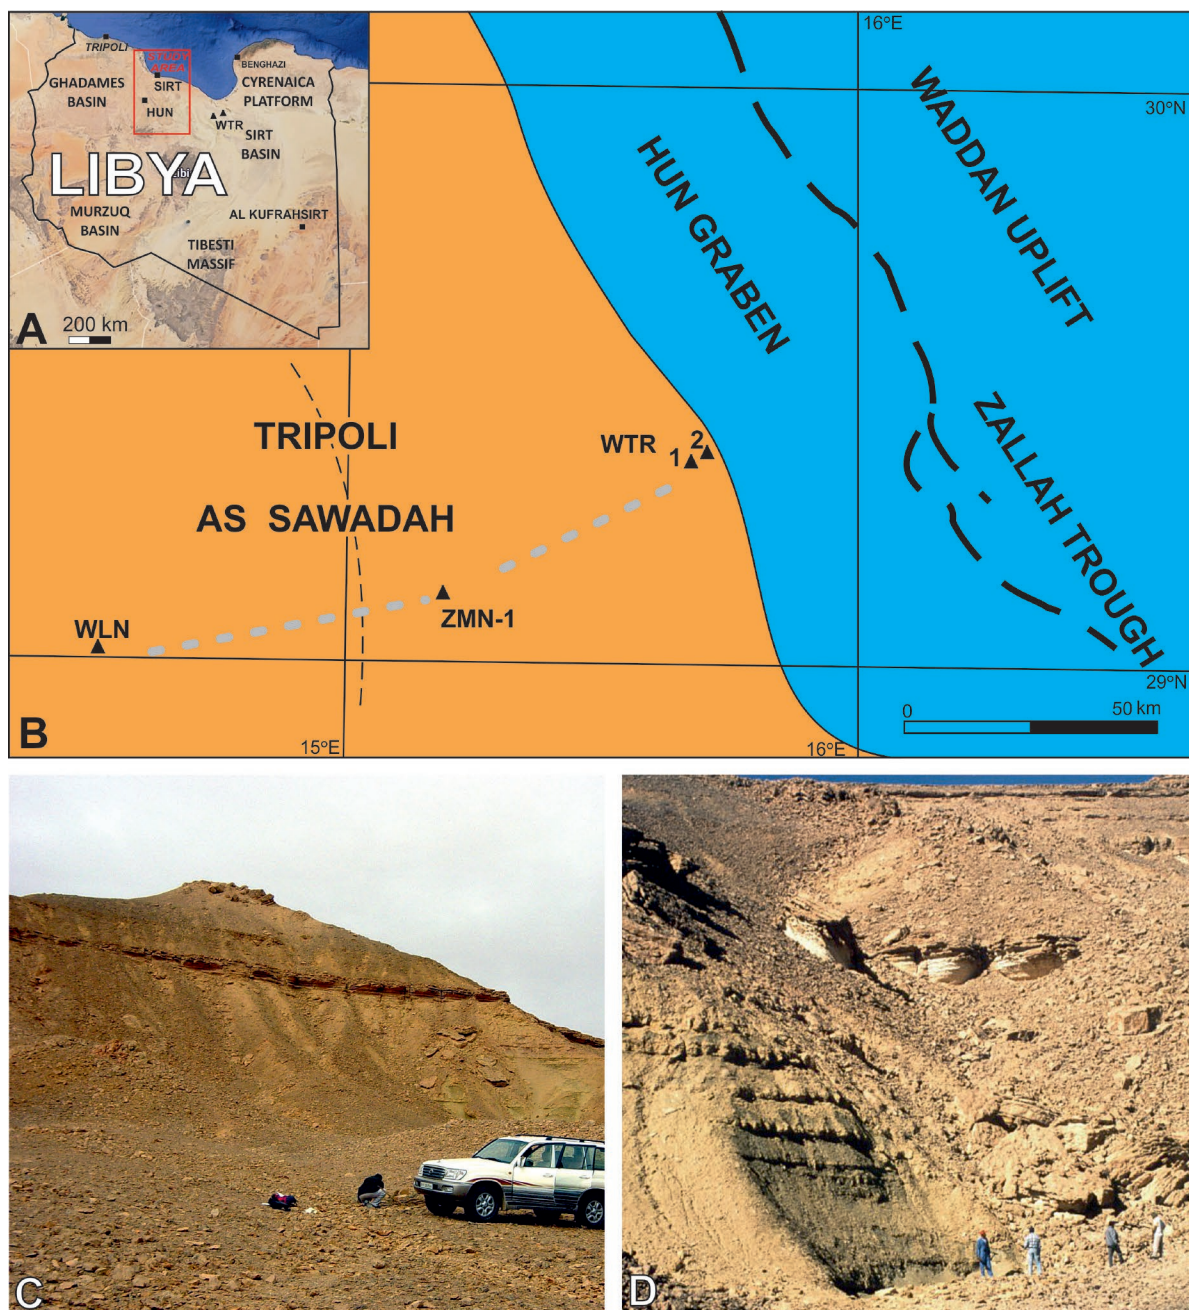 TRIPOLI
STUDY
AREA
GHADAMES
BASIN
SIRT
HUN
BENGHAZI
CYRENAICA
PLATFORM
WTR
SIRT
BASIN
LIBYA
MURZUQ
BASIN
AL KUFRAHSIRT
TIBESTI
MASSIF
A
200 km
16°E
30°N
WADDAN UPLIFT
HUN GRABEN
ZALLAH TROUGH
TRIPOLI
AS SAWADAH
WTR 1 2
ZMN-1
WLN
29°N
0 50 km
15°E
16°E
B
C
D